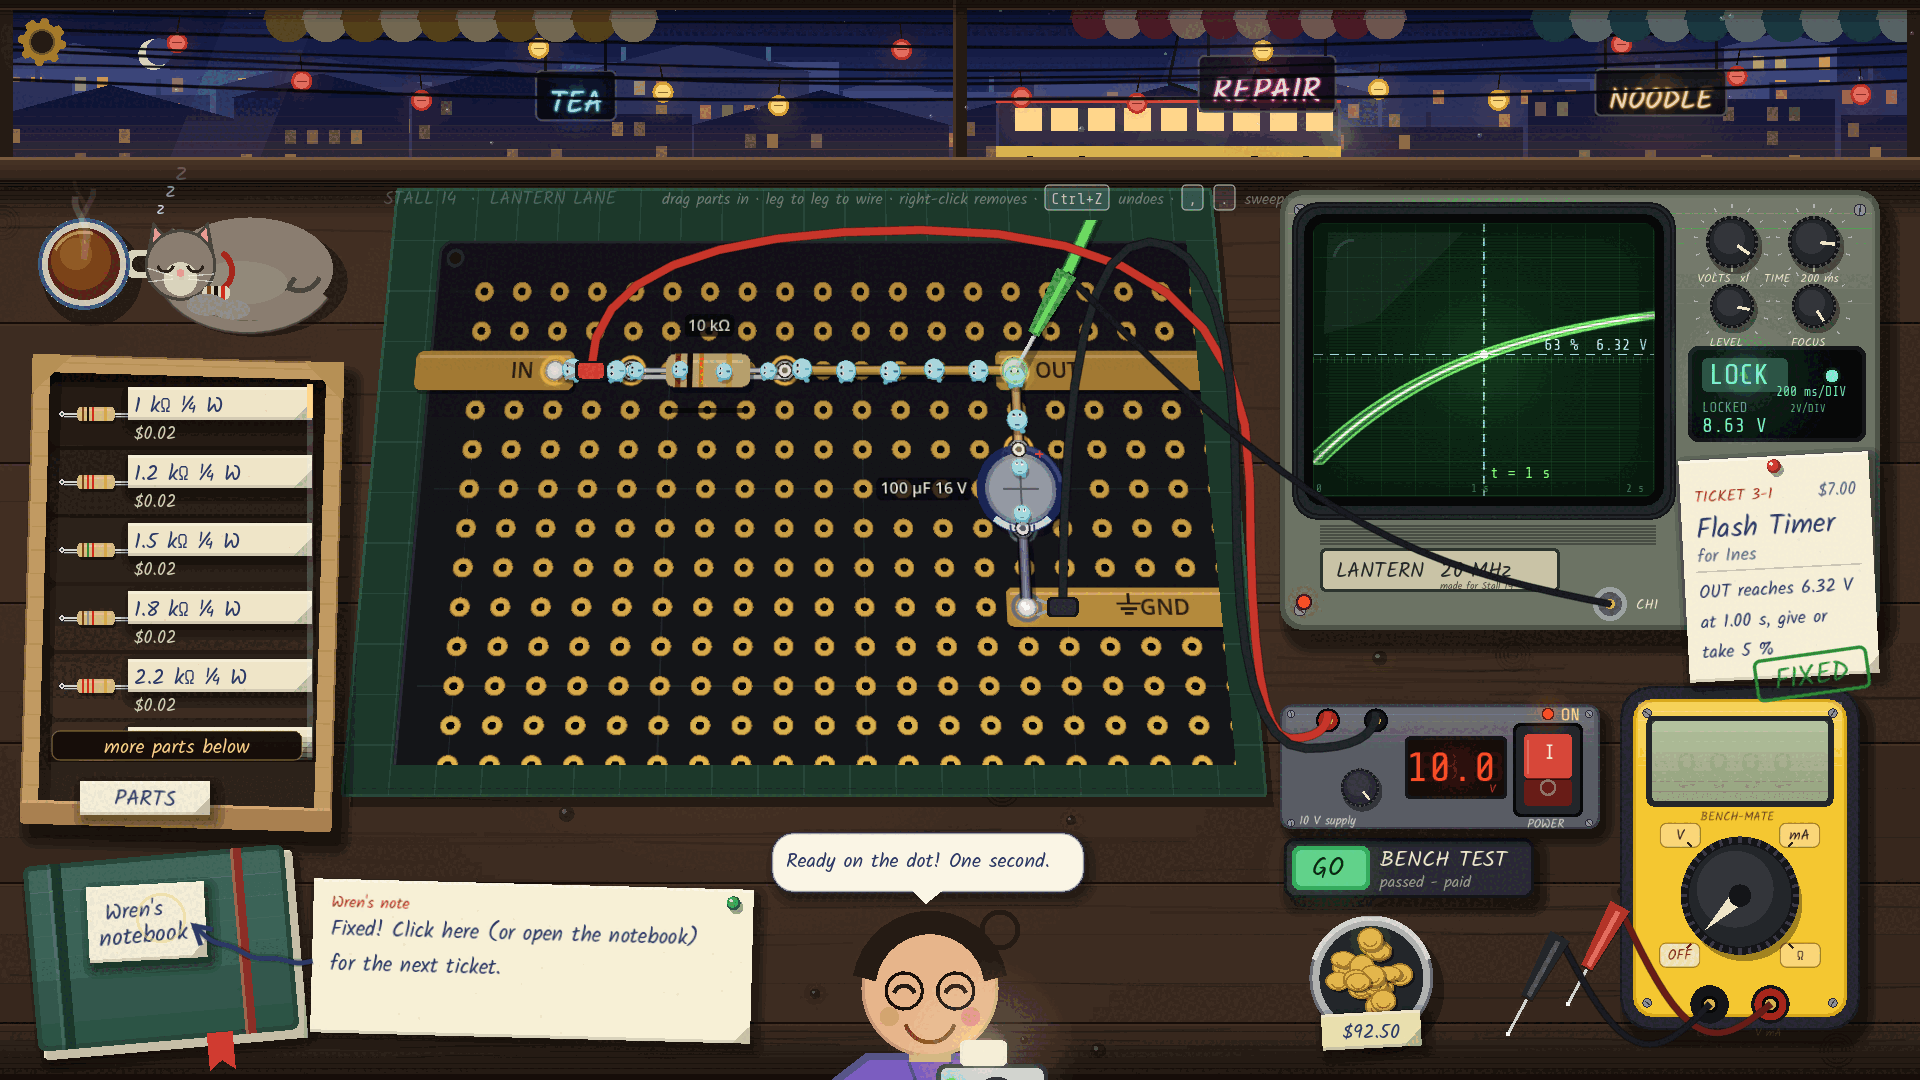 TEA
REPAIR
NOODLE
STALL 14 · LANTERN LANE
drag parts in · leg to leg to wire · right-click removes · Ctrl+Z undoes · , . sweep
z
z
z
1 kΩ ¼ W
$0.02
1.2 kΩ ¼ W
$0.02
1.5 kΩ ¼ W
$0.02
1.8 kΩ ¼ W
$0.02
2.2 kΩ ¼ W
$0.02
more parts below
PARTS
10 kΩ
IN
OUT
100 µF 16 V
+
GND
63 % 6.32 V
t = 1 s
0
1 s
2 s
VOLTS x1
TIME 200 ms
LEVEL
FOCUS
LOCK
200 ms/DIV
LOCKED
2V/DIV
8.63 V
LANTERN 20 MHz
made for Stall
CH1
TICKET 3-1
$7.00
Flash Timer
for Ines
OUT reaches 6.32 V
at 1.00 s, give or
take 5 %
FIXED
ON
10.0
V
I
10 V supply
POWER
GO
BENCH TEST
passed - paid
BENCH-MATE
V
mA
OFF
Ω
$92.50
Wren's
notebook
Wren's note
Fixed! Click here (or open the notebook)
for the next ticket.
Ready on the dot! One second.